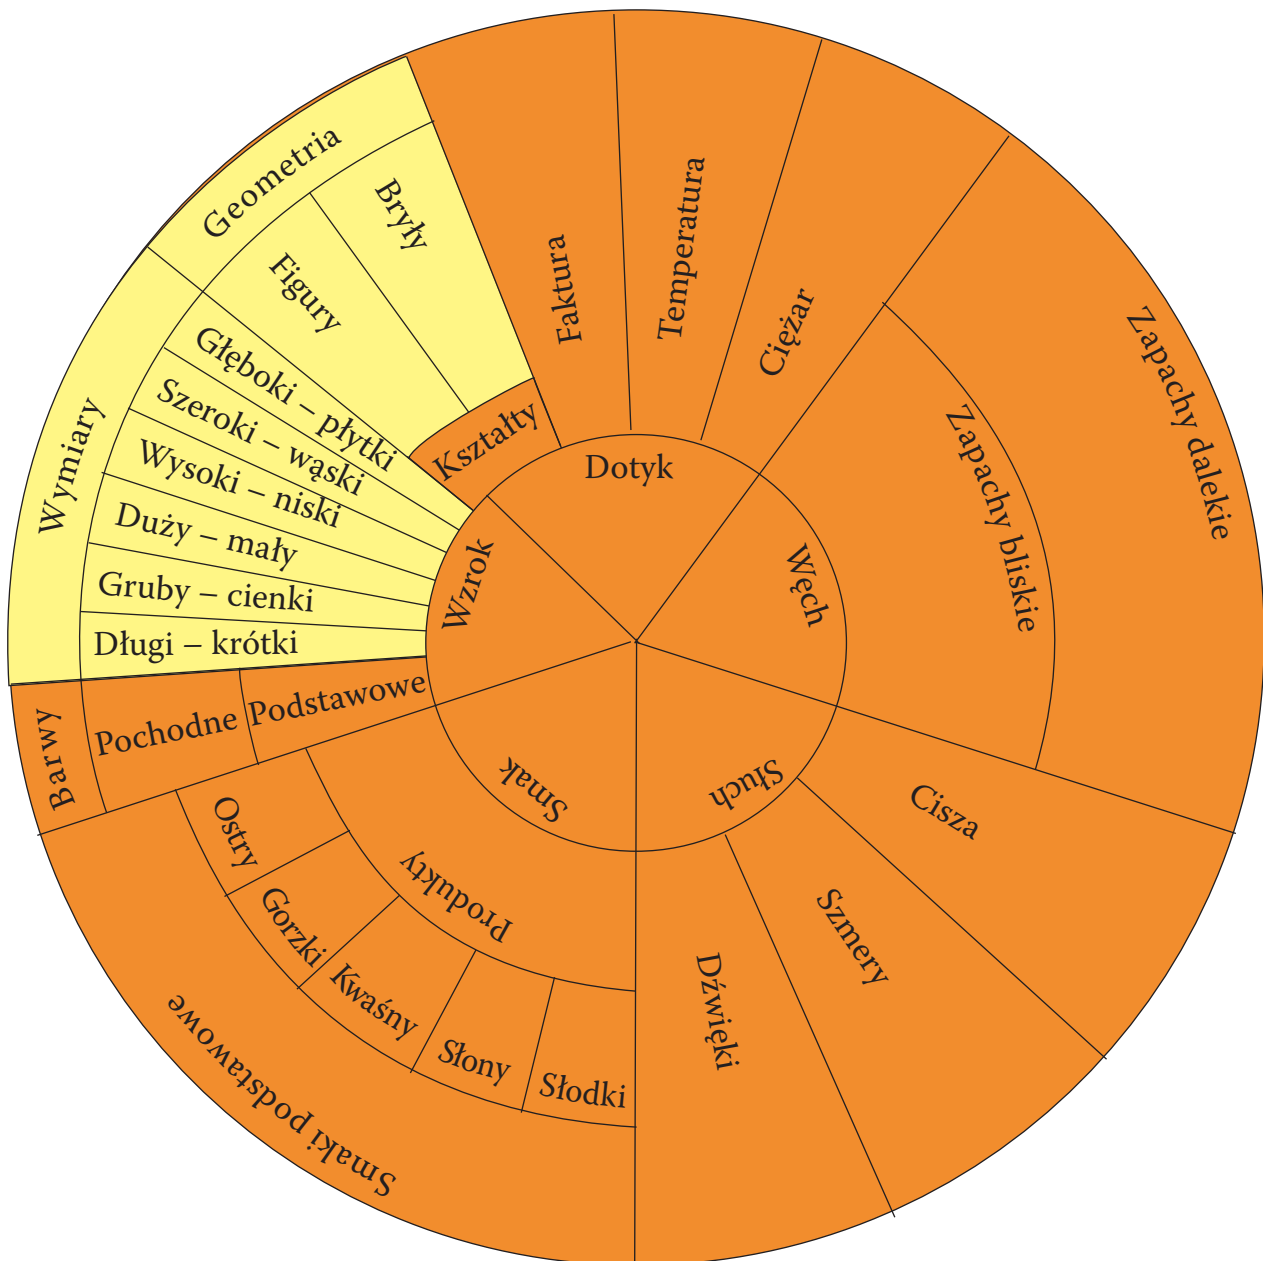 Geometria
Bryły
Figury
Kształty
Wymiary
Głęboki – płytki
Szeroki – wąski
Wysoki – niski
Duży – mały
Gruby – cienki
Długi – krótki
Barwy
Pochodne
Podstawowe
Wzrok
Dotyk
Faktura
Temperatura
Ciężar
Węch
Zapachy bliskie
Zapachy dalekie
Słuch
Cisza
Szmery
Dźwięki
Smak
Produkty
Ostry
Gorzki
Kwaśny
Słony
Słodki
Smaki podstawowe